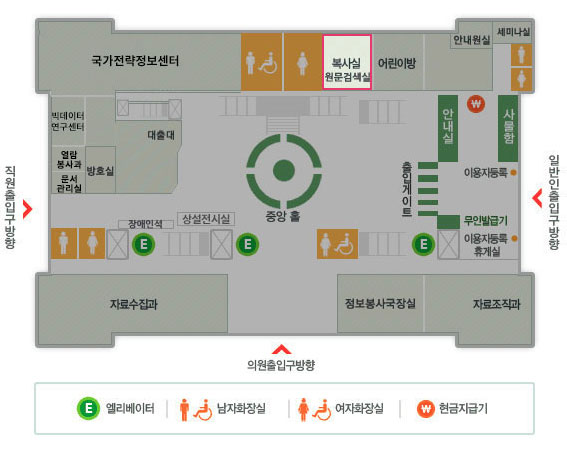 국가전략정보센터
복사실
원문검색실
어린이방
안내원실
세미나실
빅데이터
연구센터
대출대
열람
봉사과
방호실
문서
관리실
안내실
사물함
출입게이트
이용자등록
중앙 홀
무인발급기
장애인석
상설전시실
이용자등록
휴게실
E
E
E
₩
직원출입구방향
일반인출입구방향
자료수집과
정보봉사국장실
자료조직과
의원출입구방향
E 엘리베이터
남자화장실
여자화장실
₩ 현금자급기